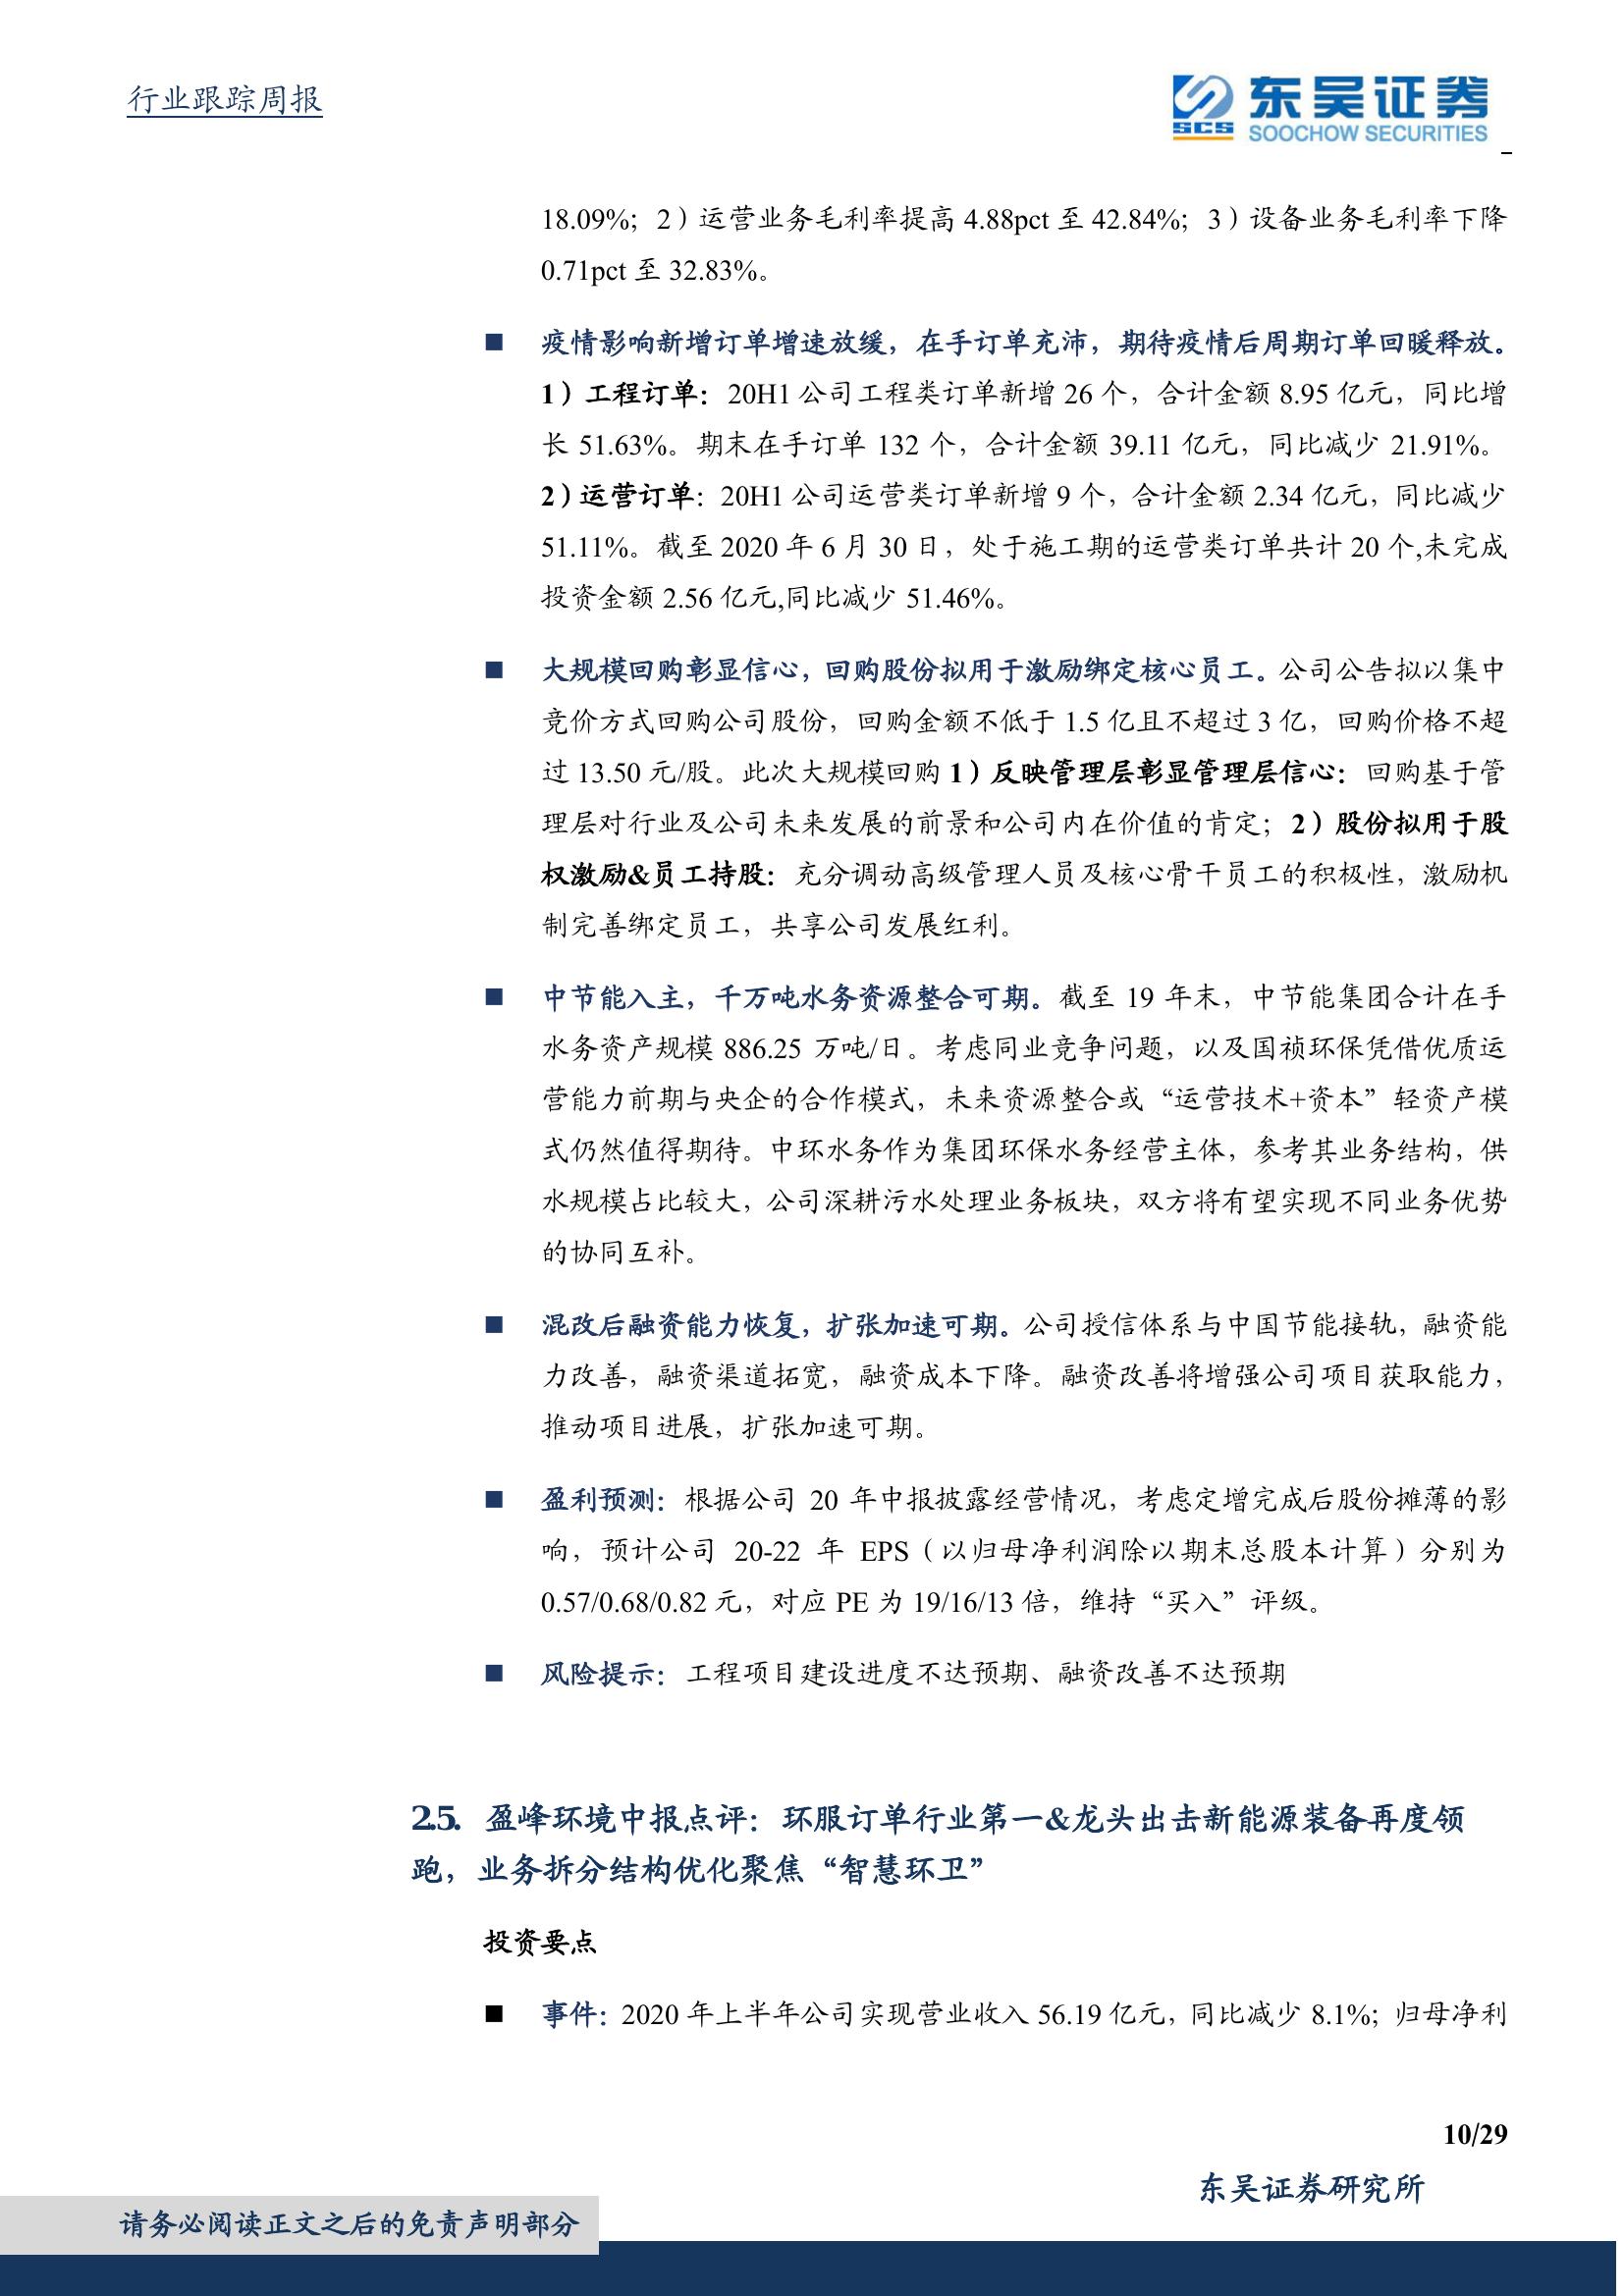 行业跟踪周报
SCS
东吴证券
SOOCHOW SECURITIES
18.09%；2）运营业务毛利率提高 4.88pct 至 42.84%；3）设备业务毛利率下降
0.71pct 至 32.83%。
■ 疫情影响新增订单增速放缓，在手订单充沛，期待疫情后周期订单回暖释放。
1）工程订单：20H1 公司工程类订单新增 26 个，合计金额 8.95 亿元，同比增
长 51.63%。期末在手订单 132 个，合计金额 39.11 亿元，同比减少 21.91%。
2）运营订单：20H1 公司运营类订单新增 9 个，合计金额 2.34 亿元，同比减少
51.11%。截至 2020 年 6 月 30 日，处于施工期的运营类订单共计 20 个,未完成
投资金额 2.56 亿元,同比减少 51.46%。
■ 大规模回购彰显信心，回购股份拟用于激励绑定核心员工。公司公告拟以集中
竞价方式回购公司股份，回购金额不低于 1.5 亿且不超过 3 亿，回购价格不超
过 13.50 元/股。此次大规模回购 1）反映管理层彰显管理层信心：回购基于管
理层对行业及公司未来发展的前景和公司内在价值的肯定；2）股份拟用于股
权激励&员工持股：充分调动高级管理人员及核心骨干员工的积极性，激励机
制完善绑定员工，共享公司发展红利。
■ 中节能入主，千万吨水务资源整合可期。截至 19 年末，中节能集团合计在手
水务资产规模 886.25 万吨/日。考虑同业竞争问题，以及国祯环保凭借优质运
营能力前期与央企的合作模式，未来资源整合或“运营技术+资本”轻资产模
式仍然值得期待。中环水务作为集团环保水务经营主体，参考其业务结构，供
水规模占比较大，公司深耕污水处理业务板块，双方将有望实现不同业务优势
的协同互补。
■ 混改后融资能力恢复，扩张加速可期。公司授信体系与中国节能接轨，融资能
力改善，融资渠道拓宽，融资成本下降。融资改善将增强公司项目获取能力，
推动项目进展，扩张加速可期。
■ 盈利预测：根据公司 20 年中报披露经营情况，考虑定增完成后股份摊薄的影
响，预计公司 20-22 年 EPS（以归母净利润除以期末总股本计算）分别为
0.57/0.68/0.82 元，对应 PE 为 19/16/13 倍，维持“买入”评级。
■ 风险提示：工程项目建设进度不达预期、融资改善不达预期
2.5. 盈峰环境中报点评：环服订单行业第一&龙头出击新能源装备再度领
跑，业务拆分结构优化聚焦“智慧环卫”
投资要点
■ 事件：2020 年上半年公司实现营业收入 56.19 亿元，同比减少 8.1%；归母净利
10/29
东吴证券研究所
请务必阅读正文之后的免责声明部分